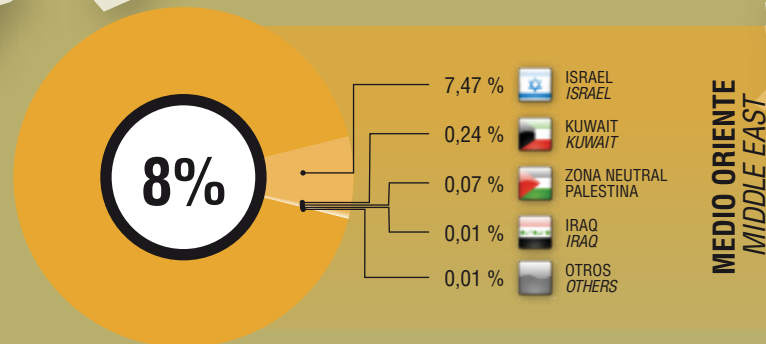 8%
7,47 %
ISRAEL
ISRAEL
0,24 %
KUWAIT
KUWAIT
0,07 %
ZONA NEUTRAL
PALESTINA
0,01 %
IRAQ
IRAQ
0,01 %
OTROS
OTHERS
MEDIO ORIENTE
MIDDLE EAST